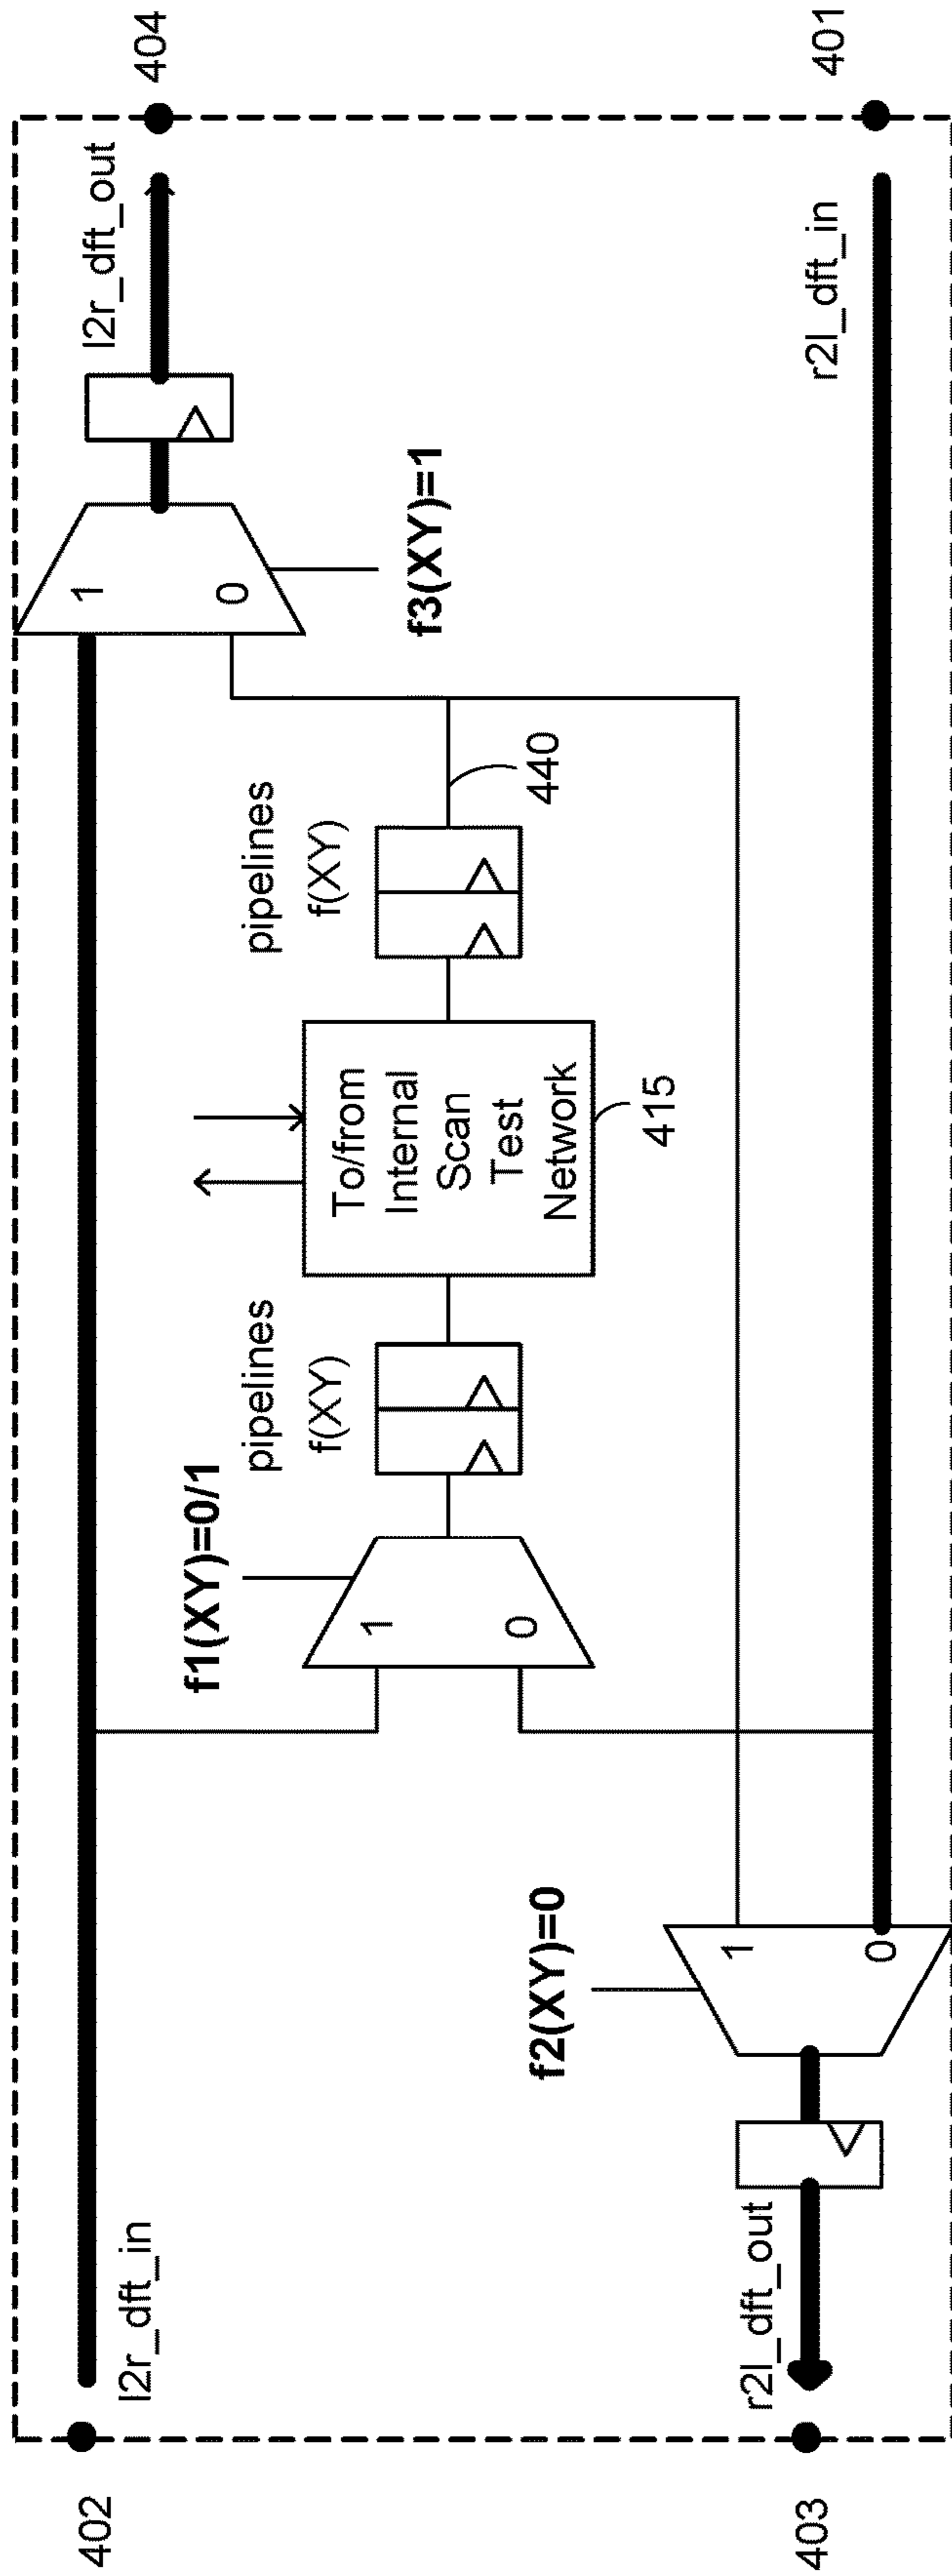 402
l2r_dft_in
f1(XY)=0/1
pipelines
f(XY)
1
0
To/from
Internal
Scan
Test
Network
415
pipelines
f(XY)
440
1
0
f3(XY)=1
l2r_dft_out
404
403
r2l_dft_out
f2(XY)=0
1
0
r2l_dft_in
401